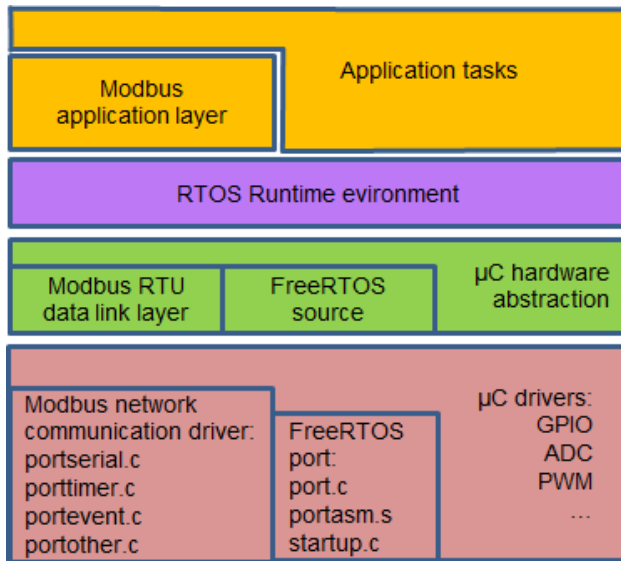 Application tasks
Modbus
application layer
RTOS Runtime evironment
Modbus RTU
data link layer
FreeRTOS
source
µC hardware
abstraction
Modbus network
communication driver:
portserial.c
porttimer.c
portevent.c
portother.c
FreeRTOS
port:
port.c
portasm.s
startup.c
µC drivers:
GPIO
ADC
PWM
...